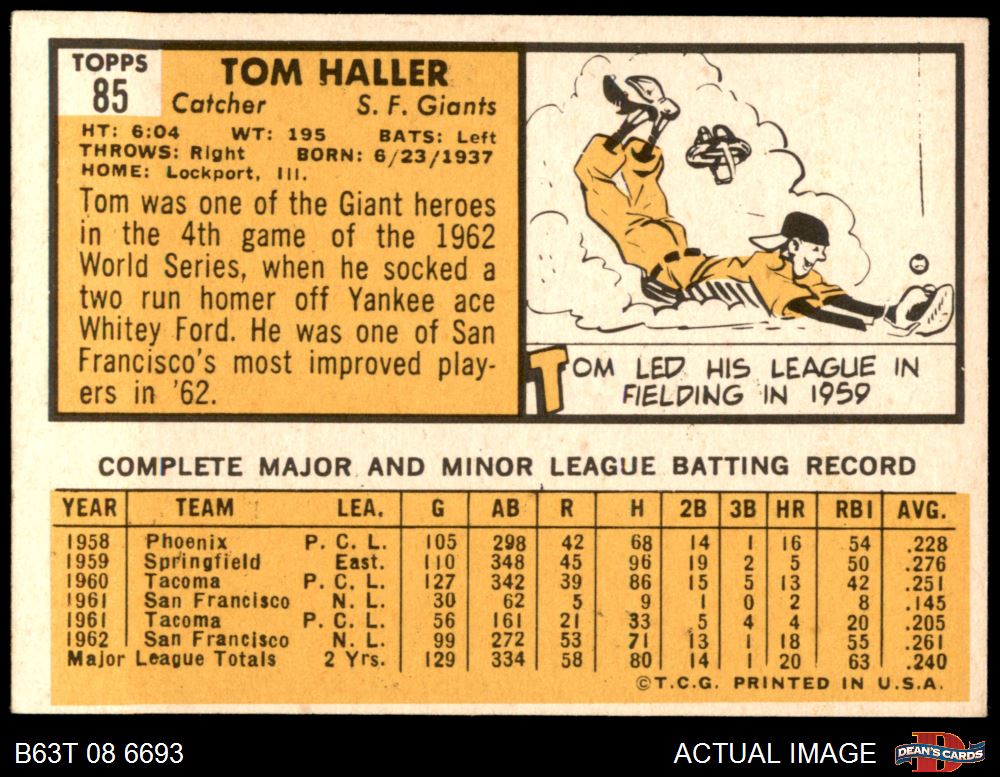 TOPPS
85
TOM HALLER
Catcher S. F. Giants
HT: 6:04 WT: 195 BATS: Left
THROWS: Right BORN: 6/23/1937
HOME: Lockport, Ill.
Tom was one of the Giant heroes
in the 4th game of the 1962
World Series, when he socked a
two run homer off Yankee ace
Whitey Ford. He was one of San
Francisco's most improved play-
ers in '62.
TOM LED HIS LEAGUE IN
FIELDING IN 1959
COMPLETE MAJOR AND MINOR LEAGUE BATTING RECORD
YEAR TEAM LEA. G AB R H 2B 3B HR RBI AVG.
1958 Phoenix P. C. L. 105 298 42 68 14 1 16 54 .228
1959 Springfield East. 110 348 45 96 19 2 5 50 .276
1960 Tacoma P. C. L. 127 342 39 86 15 5 13 42 .251
1961 San Francisco N. L. 30 62 5 9 1 0 2 8 .145
1961 Tacoma P. C. L. 56 161 21 33 5 4 4 20 .205
1962 San Francisco N. L. 99 272 53 71 13 1 18 55 .261
Major League Totals 2 Yrs. 129 334 58 80 14 1 20 63 .240
©T.C.G. PRINTED IN U.S.A.
B63T 08 6693 ACTUAL IMAGE DEAN'S CARDS